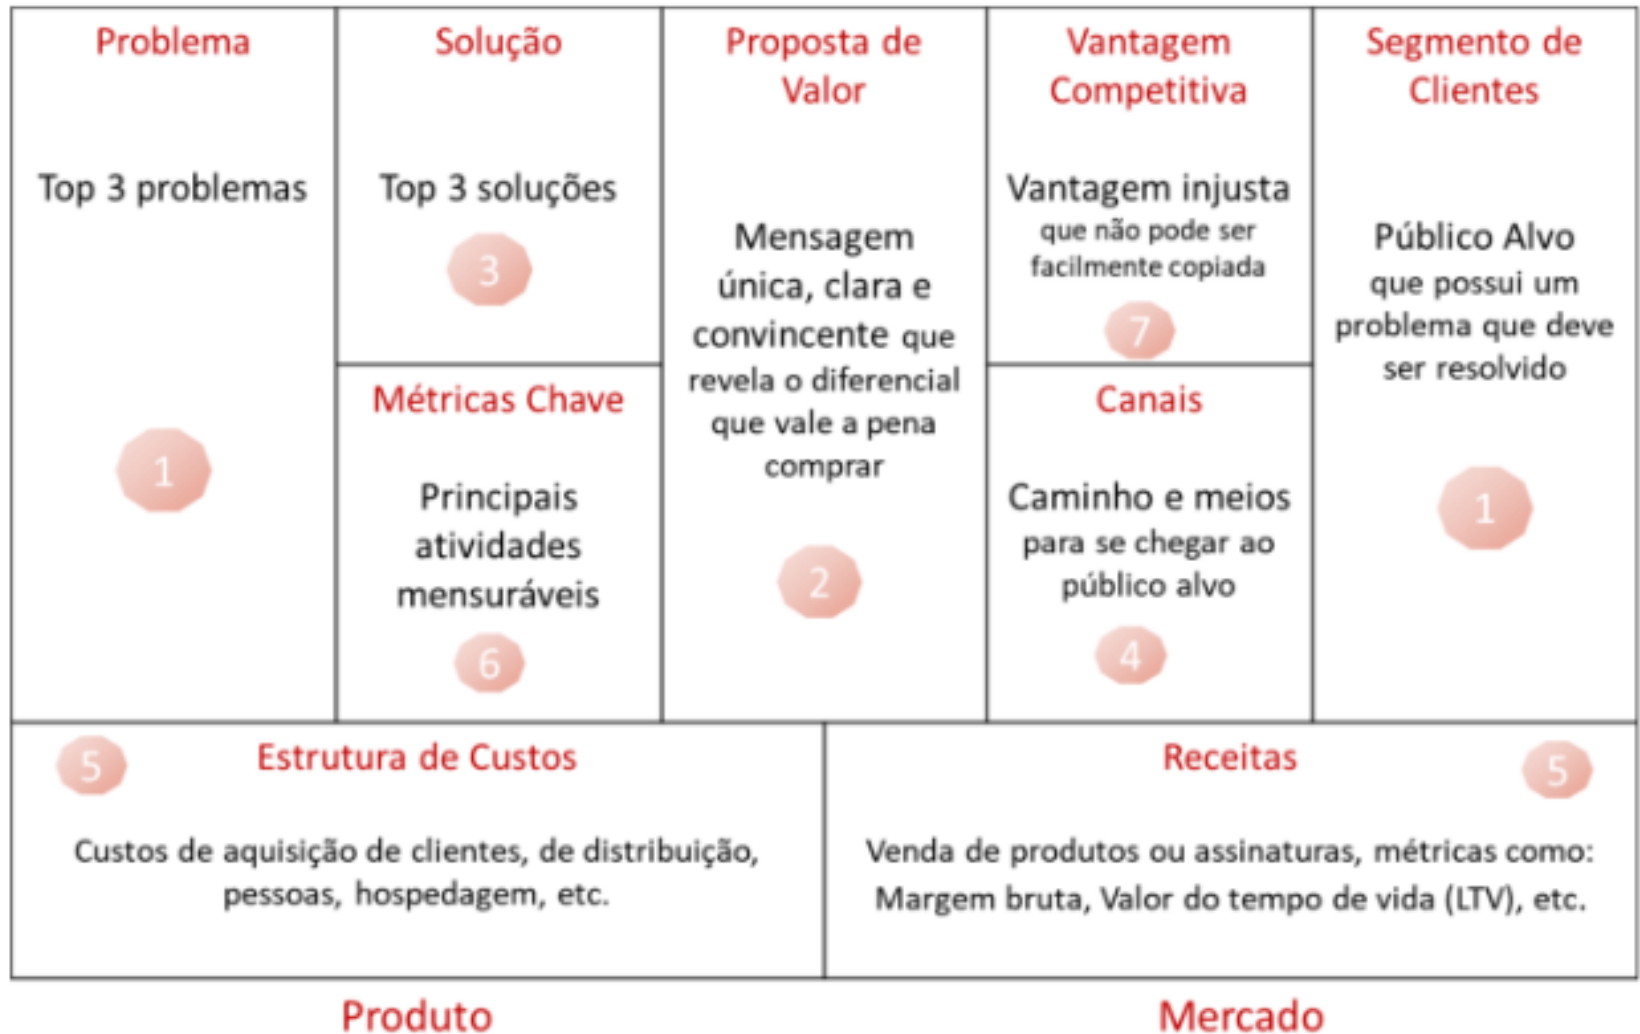 Problema
Top 3 problemas
1
Solução
Top 3 soluções
3
Métricas Chave
Principais
atividades
mensuráveis
6
Proposta de
Valor
Mensagem
única, clara e
convincente que
revela o diferencial
que vale a pena
comprar
2
Vantagem
Competitiva
Vantagem injusta
que não pode ser
facilmente copiada
7
Canais
Caminho e meios
para se chegar ao
público alvo
4
Segmento de
Clientes
Público Alvo
que possui um
problema que deve
ser resolvido
1
5
Estrutura de Custos
Custos de aquisição de clientes, de distribuição,
pessoas, hospedagem, etc.
Receitas
5
Venda de produtos ou assinaturas, métricas como:
Margem bruta, Valor do tempo de vida (LTV), etc.
Produto
Mercado